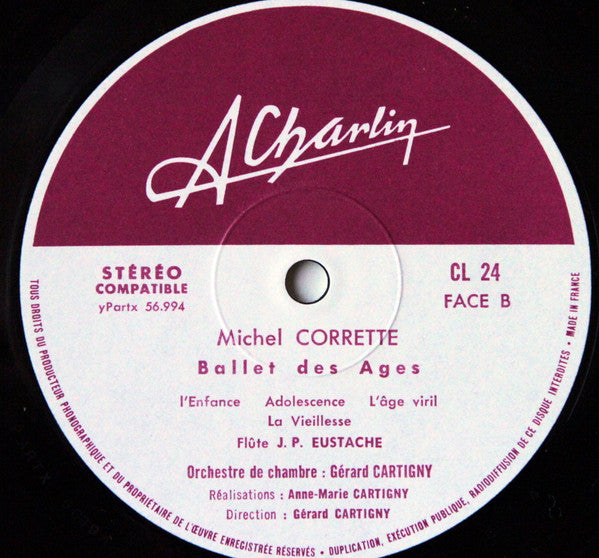 ACharlin
STÉRÉO
COMPATIBLE
yPartx 56.994
CL 24
FACE B
Michel CORRETTE
Ballet des Ages
l'Enfance Adolescence L'âge viril
La Vieillesse
Flûte J. P. EUSTACHE
Orchestre de chambre : Gérard CARTIGNY
Réalisations : Anne-Marie CARTIGNY
Direction : Gérard CARTIGNY
TOUS DROITS DU PRODUCTEUR PHONOGRAPHIQUE ET DU PROPRIÉTAIRE DE L'ŒUVRE ENREGISTRÉE RÉSERVÉS • DUPLICATION, EXÉCUTION PUBLIQUE, RADIODIFFUSION DE CE DISQUE INTERDITES • MADE IN FRANCE